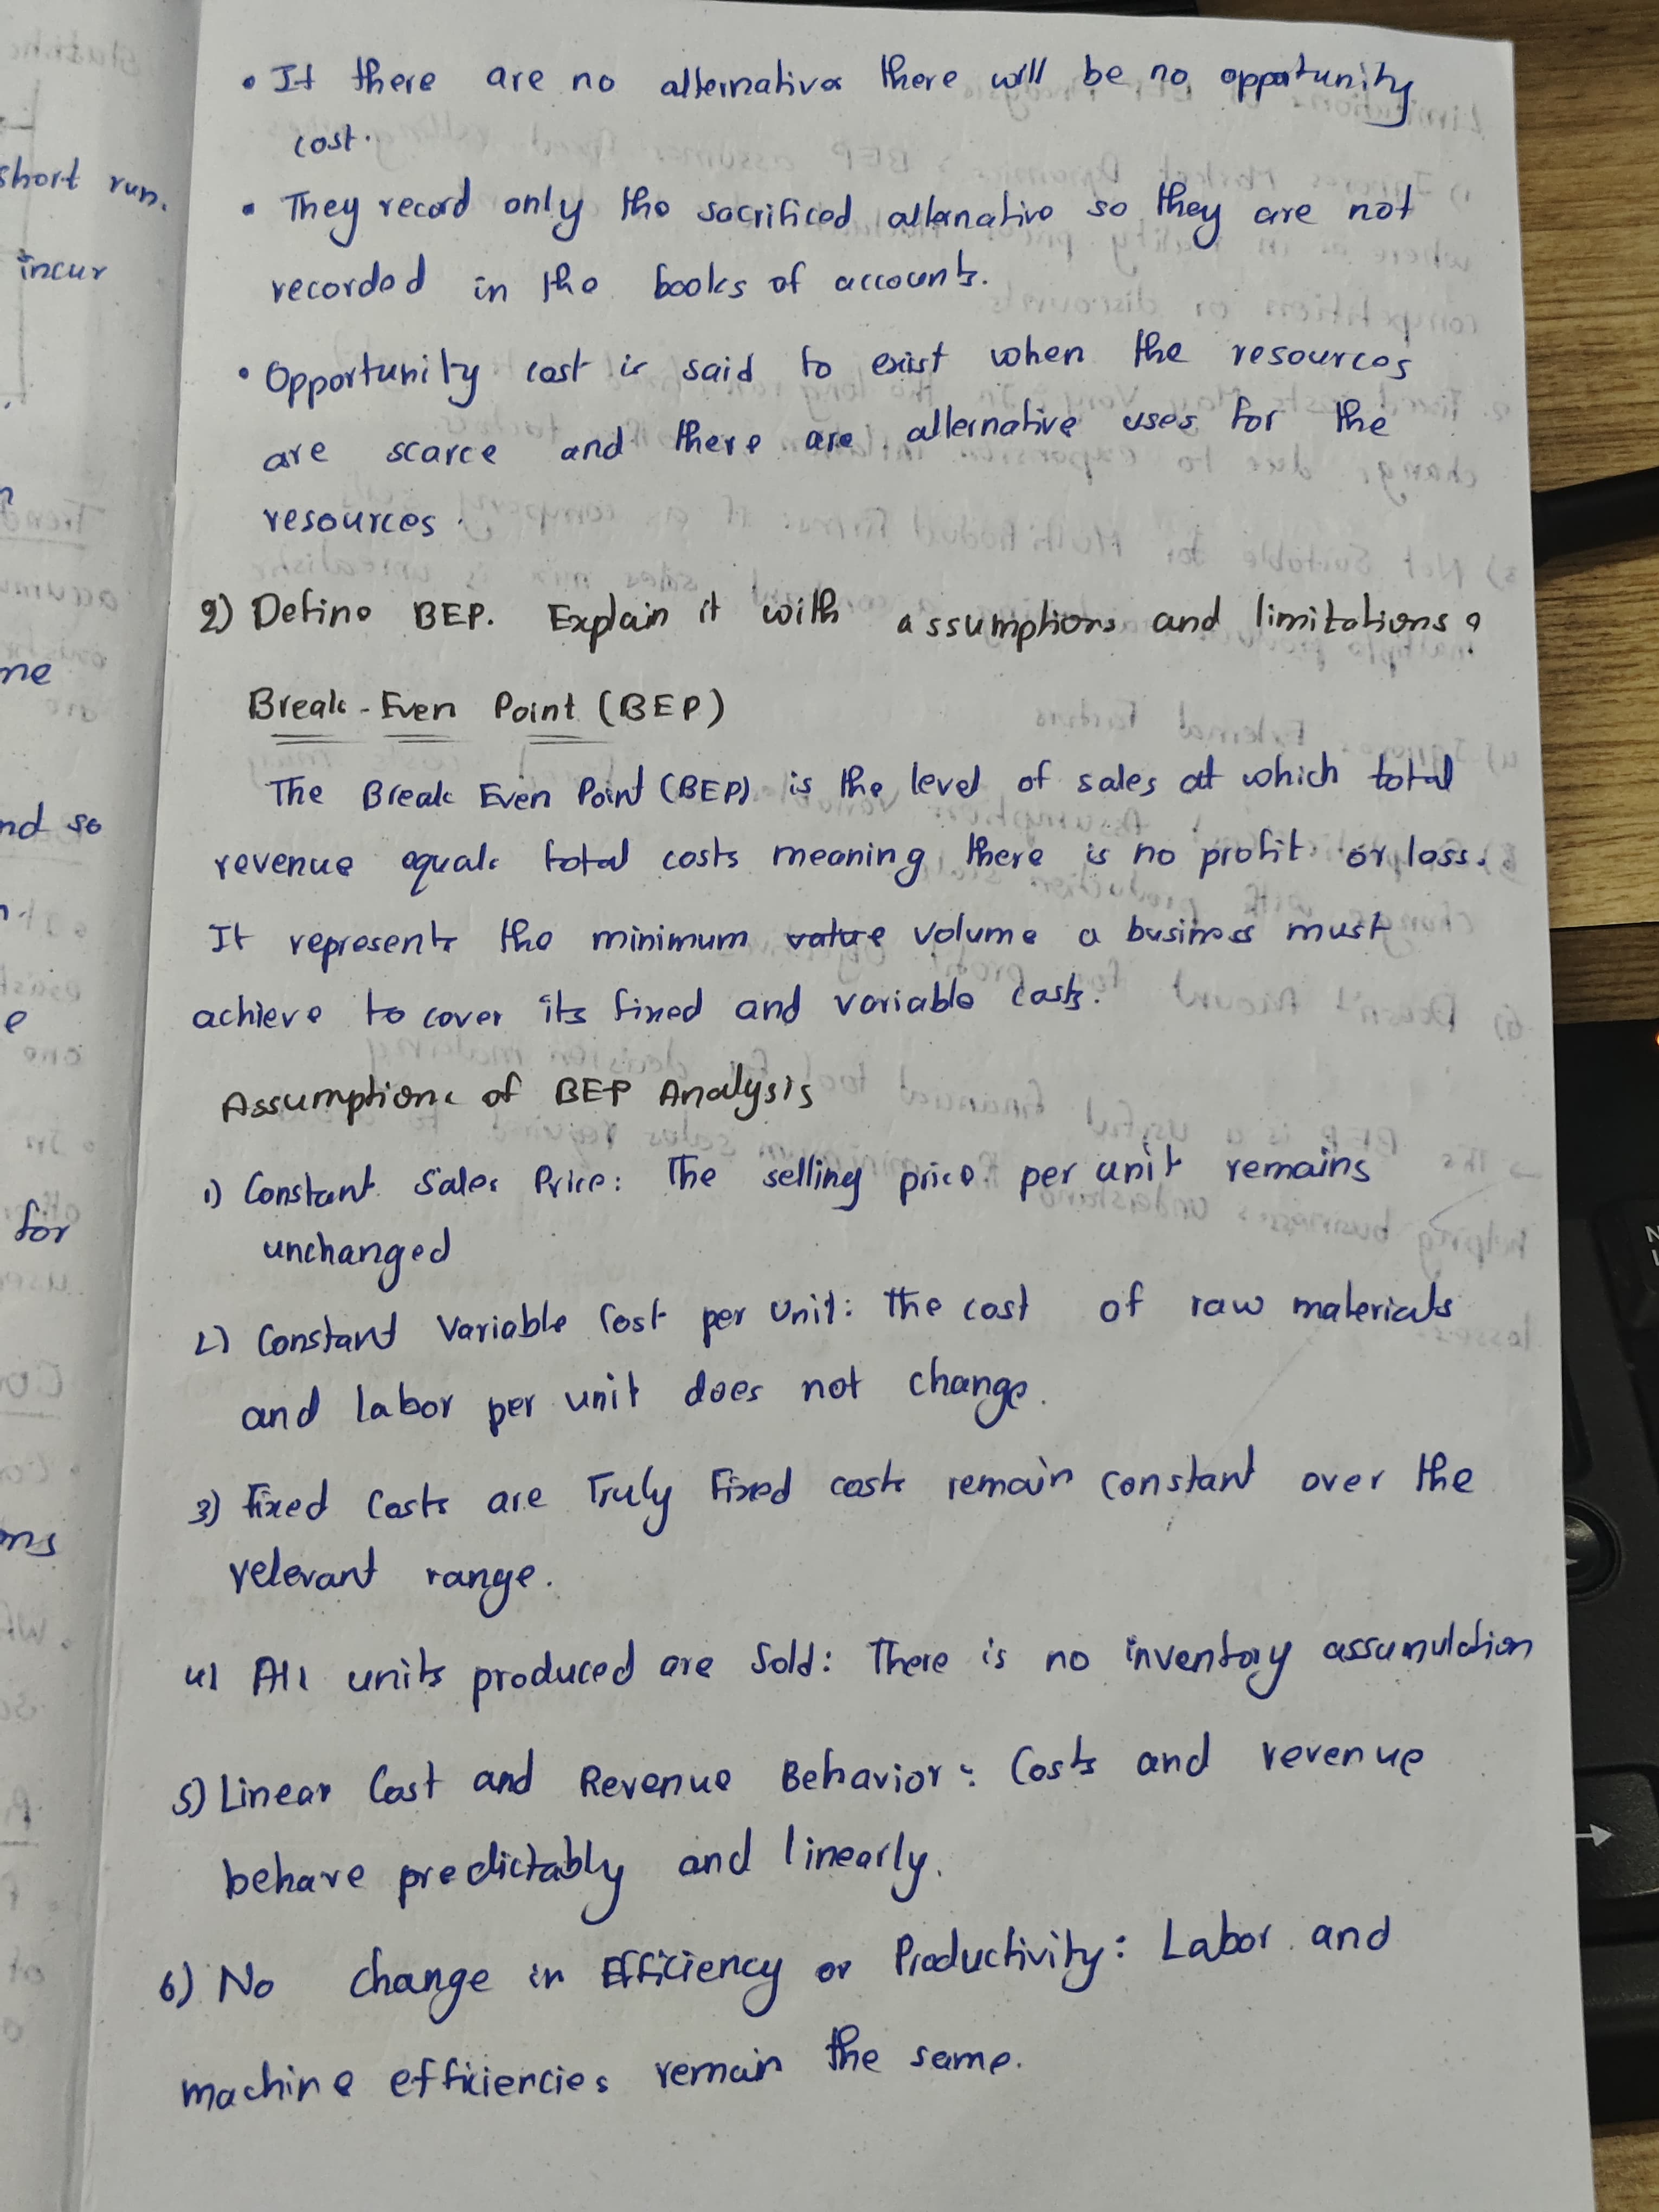 • If there are no alternatives there will be no opportunity
cost.
• They record only the sacrificed alternative so they are not
recorded in the books of accounts.
• Opportunity cost is said to exist when the resources
are scarce and there are alternative uses for the
resources.
2) Define BEP. Explain it with assumptions and limitations?
Break-Even Point (BEP)
The Break Even Point (BEP) is the level of sales at which total
revenue equals total costs meaning there is no profit or loss.
It represents the minimum value volume a business must
achieve to cover its fixed and variable costs.
Assumptions of BEP Analysis
1) Constant Sales Price: The selling price per unit remains
unchanged
2) Constant Variable Cost per Unit: The cost of raw materials
and labor per unit does not change.
3) Fixed Costs are Truly Fixed costs remain constant over the
relevant range.
4) All units produced are Sold: There is no inventory assumulation
5) Linear Cost and Revenue Behavior: Costs and revenue
behave predictably and linearly.
6) No change in Efficiency or Productivity: Labor and
machine efficiencies remain the same.
short run.
incur
me
nd so
for
ms